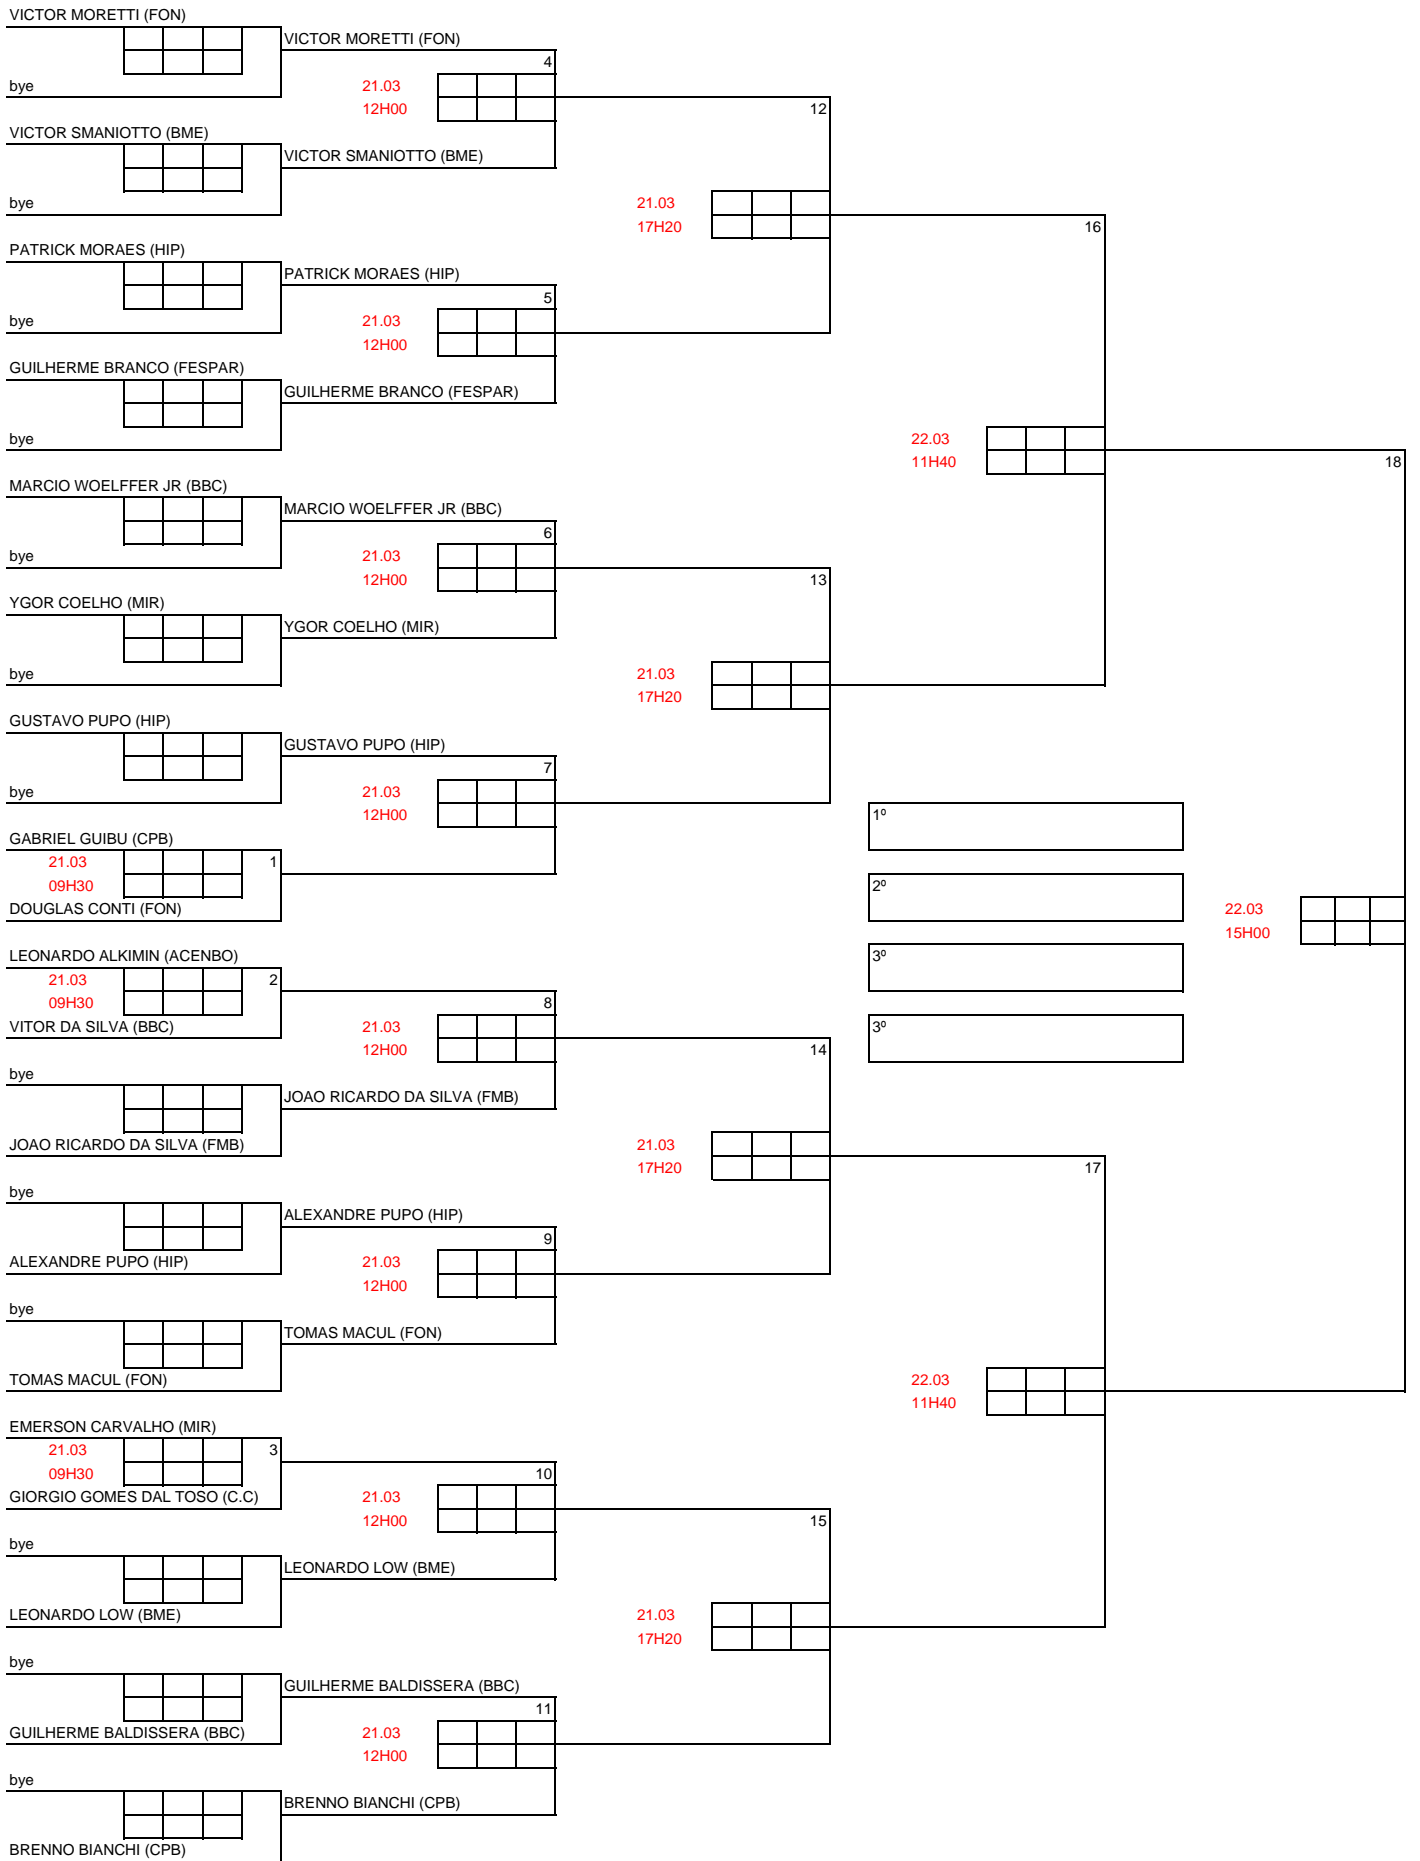 VICTOR MORETTI (FON)
VICTOR MORETTI (FON)
4
bye
21.03
12H00
12
VICTOR SMANIOTTO (BME)
VICTOR SMANIOTTO (BME)
bye
21.03
17H20
16
PATRICK MORAES (HIP)
PATRICK MORAES (HIP)
5
bye
21.03
12H00
GUILHERME BRANCO (FESPAR)
GUILHERME BRANCO (FESPAR)
bye
22.03
11H40
18
MARCIO WOELFFER JR (BBC)
MARCIO WOELFFER JR (BBC)
6
bye
21.03
12H00
13
YGOR COELHO (MIR)
YGOR COELHO (MIR)
bye
21.03
17H20
GUSTAVO PUPO (HIP)
GUSTAVO PUPO (HIP)
7
bye
21.03
12H00
1º
GABRIEL GUIBU (CPB)
21.03
1
09H30
2º
DOUGLAS CONTI (FON)
22.03
15H00
LEONARDO ALKIMIN (ACENBO)
3º
21.03
2
09H30
8
VITOR DA SILVA (BBC)
21.03
12H00
3º
14
bye
JOAO RICARDO DA SILVA (FMB)
JOAO RICARDO DA SILVA (FMB)
21.03
17H20
17
bye
ALEXANDRE PUPO (HIP)
9
ALEXANDRE PUPO (HIP)
21.03
12H00
bye
TOMAS MACUL (FON)
TOMAS MACUL (FON)
22.03
11H40
EMERSON CARVALHO (MIR)
21.03
3
09H30
10
GIORGIO GOMES DAL TOSO (C.C)
21.03
12H00
15
bye
LEONARDO LOW (BME)
LEONARDO LOW (BME)
21.03
17H20
bye
GUILHERME BALDISSERA (BBC)
11
GUILHERME BALDISSERA (BBC)
21.03
12H00
bye
BRENNO BIANCHI (CPB)
BRENNO BIANCHI (CPB)